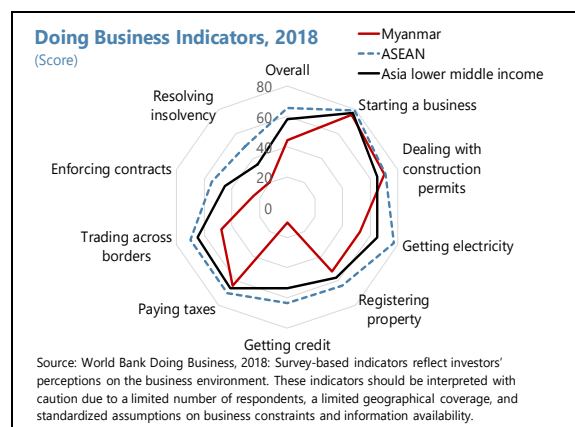 Doing Business Indicators, 2018
(Score)
Myanmar
ASEAN
Asia lower middle income
Overall
Starting a business
Dealing with
construction
permits
Getting electricity
Registering
property
Getting credit
Paying taxes
Trading across
borders
Enforcing contracts
Resolving
insolvency
80
60
40
20
0
Source: World Bank Doing Business, 2018: Survey-based indicators reflect investors'
perceptions on the business environment. These indicators should be interpreted with
caution due to a limited number of respondents, a limited geographical coverage, and
standardized assumptions on business constraints and information availability.